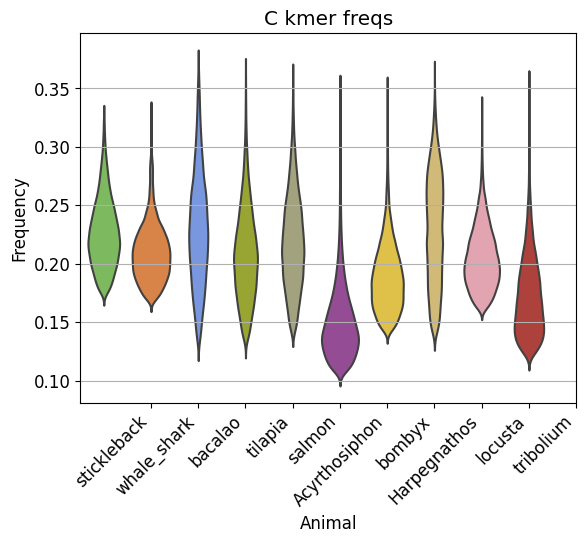 C kmer freqs
Frequency
0.35
0.30
0.25
0.20
0.15
0.10
stickleback
whale_shark
bacalao
tilapia
salmon
Acyrthosiphon
bombyx
Harpegnathos
locusta
tribolium
Animal